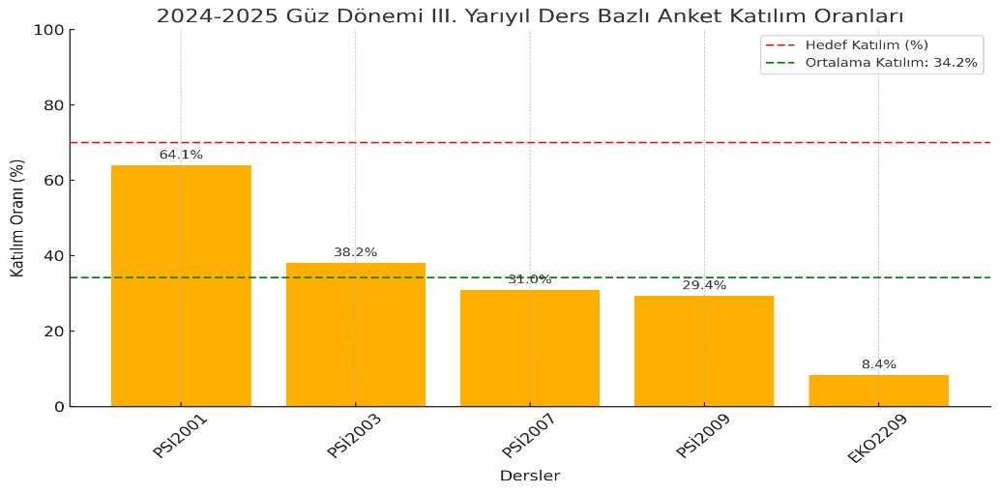 2024-2025 Güz Dönemi III. Yarıyıl Ders Bazlı Anket Katılım Oranları
Hedef Katılım (%)
Ortalama Katılım: 34.2%
Katılım Oranı (%)
100
80
60
40
20
0
64.1%
38.2%
31.0%
29.4%
8.4%
PSİ2001
PSİ2003
PSİ2007
PSİ2009
EKO2209
Dersler